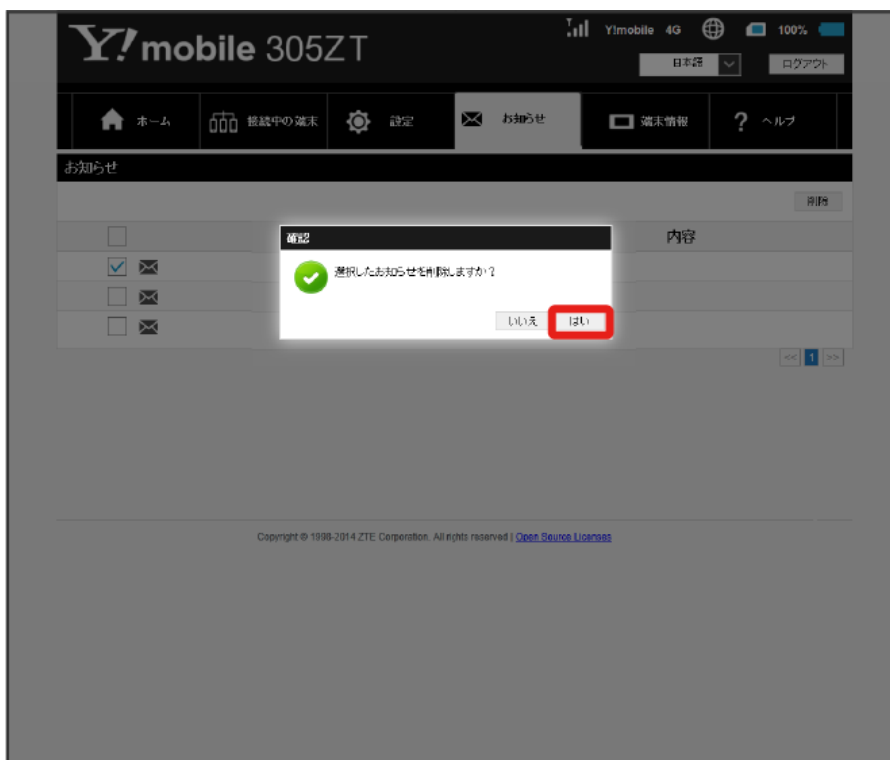 Y! mobile 305ZT
Y!mobile 4G 100%
日本語 ログアウト
ホーム 接続中の端末 設定 お知らせ 端末情報 ? ヘルプ
お知らせ
削除
内容
確認
選択したお知らせを削除しますか？
いいえ はい
<< 1 >>
Copyright © 1998-2014 ZTE Corporation. All rights reserved | Open Source Licenses